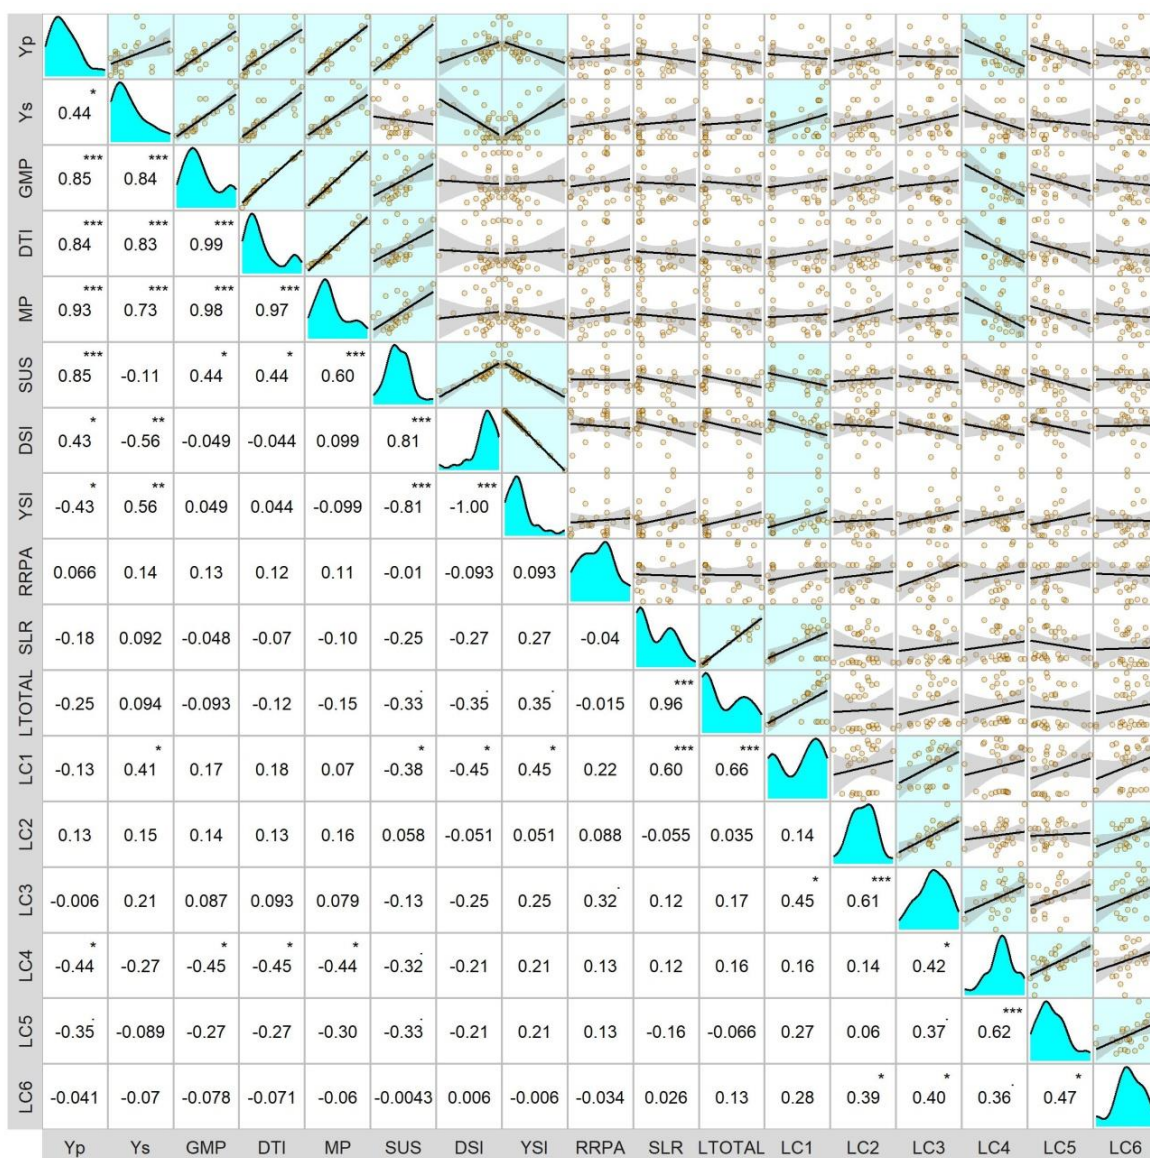 Yp
*
Ys 0.44
*** ***
GMP 0.85 0.84
*** *** ***
DTI 0.84 0.83 0.99
*** *** *** ***
MP 0.93 0.73 0.98 0.97
*** * * ***
SUS 0.85 -0.11 0.44 0.44 0.60
* ** ***
DSI 0.43 -0.56 -0.049 -0.044 0.099 0.81
* ** *** ***
YSI -0.43 0.56 0.049 0.044 -0.099 -0.81 -1.00
RRPA 0.066 0.14 0.13 0.12 0.11 -0.01 -0.093 0.093
SLR -0.18 0.092 -0.048 -0.07 -0.10 -0.25 -0.27 0.27 -0.04
. . . ***
LTOTAL -0.25 0.094 -0.093 -0.12 -0.15 -0.33 -0.35 0.35 -0.015 0.96
* * * * *** ***
LC1 -0.13 0.41 0.17 0.18 0.07 -0.38 -0.45 0.45 0.22 0.60 0.66
LC2 0.13 0.15 0.14 0.13 0.16 0.058 -0.051 0.051 0.088 -0.055 0.035 0.14
. * ***
LC3 -0.006 0.21 0.087 0.093 0.079 -0.13 -0.25 0.25 0.32 0.12 0.17 0.45 0.61
* * * * . *
LC4 -0.44 -0.27 -0.45 -0.45 -0.44 -0.32 -0.21 0.21 0.13 0.12 0.16 0.16 0.14 0.42
. . . ***
LC5 -0.35 -0.089 -0.27 -0.27 -0.30 -0.33 -0.21 0.21 0.13 -0.16 -0.066 0.27 0.06 0.37 0.62
* * . *
LC6 -0.041 -0.07 -0.078 -0.071 -0.06 -0.0043 0.006 -0.006 -0.034 0.026 0.13 0.28 0.39 0.40 0.36 0.47
Yp Ys GMP DTI MP SUS DSI YSI RRPA SLR LTOTAL LC1 LC2 LC3 LC4 LC5 LC6